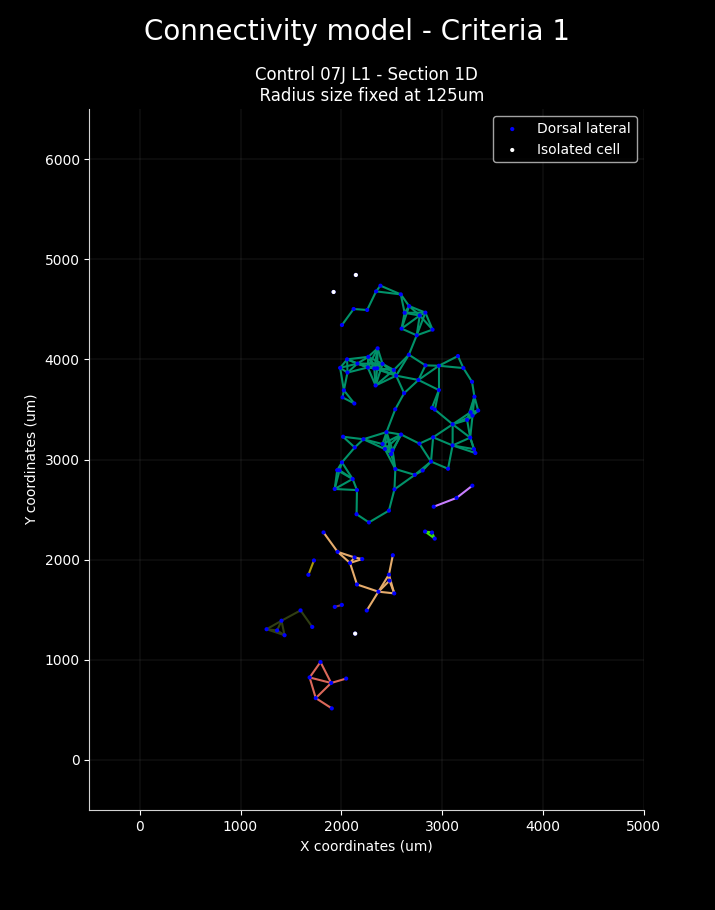 Connectivity model - Criteria 1
Control 07J L1 - Section 1D
Radius size fixed at 125um
Dorsal lateral
Isolated cell
6000
5000
4000
3000
2000
1000
0
Y coordinates (um)
0 1000 2000 3000 4000 5000
X coordinates (um)